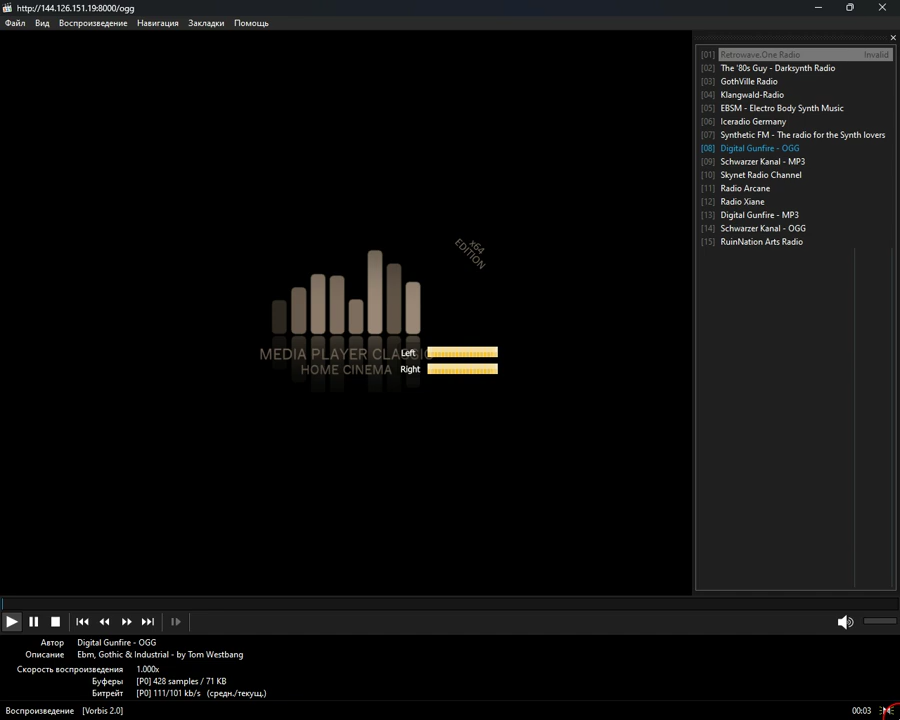 http://144.126.151.19:8000/ogg
Файл Вид Воспроизведение Навигация Закладки Помощь
[01] Retrowave.One Radio Invalid
[02] The '80s Guy - Darksynth Radio
[03] GothVille Radio
[04] Klangwald-Radio
[05] EBSM - Electro Body Synth Music
[06] Iceradio Germany
[07] Synthetic FM - The radio for the Synth lovers
[08] Digital Gunfire - OGG
[09] Schwarzer Kanal - MP3
[10] Skynet Radio Channel
[11] Radio Arcane
[12] Radio Xiane
[13] Digital Gunfire - MP3
[14] Schwarzer Kanal - OGG
[15] RuinNation Arts Radio
x64
EDITION
MEDIA PLAYER CLASSIC
HOME CINEMA
Left
Right
Автор Digital Gunfire - OGG
Описание Ebm, Gothic & Industrial - by Tom Westbang
Скорость воспроизведения 1.000x
Буферы [P0] 428 samples / 71 KB
Битрейт [P0] 111/101 kb/s (средн./текущ.)
Воспроизведение [Vorbis 2.0] 00:03